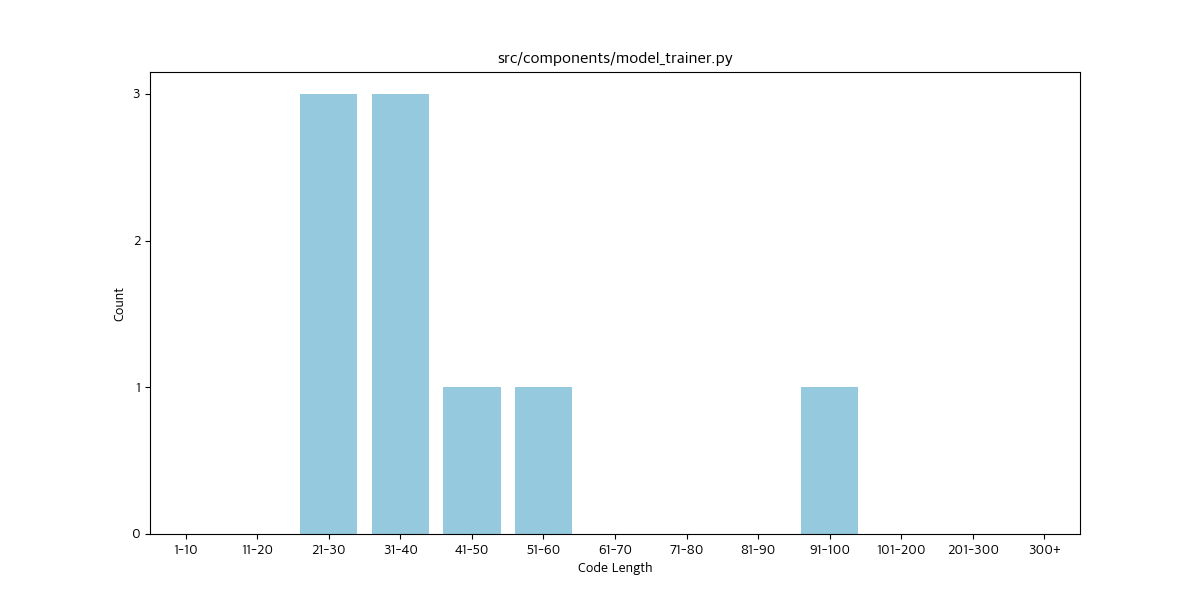 src/components/model_trainer.py
3
2
1
0
Count
1-10 11-20 21-30 31-40 41-50 51-60 61-70 71-80 81-90 91-100 101-200 201-300 300+
Code Length